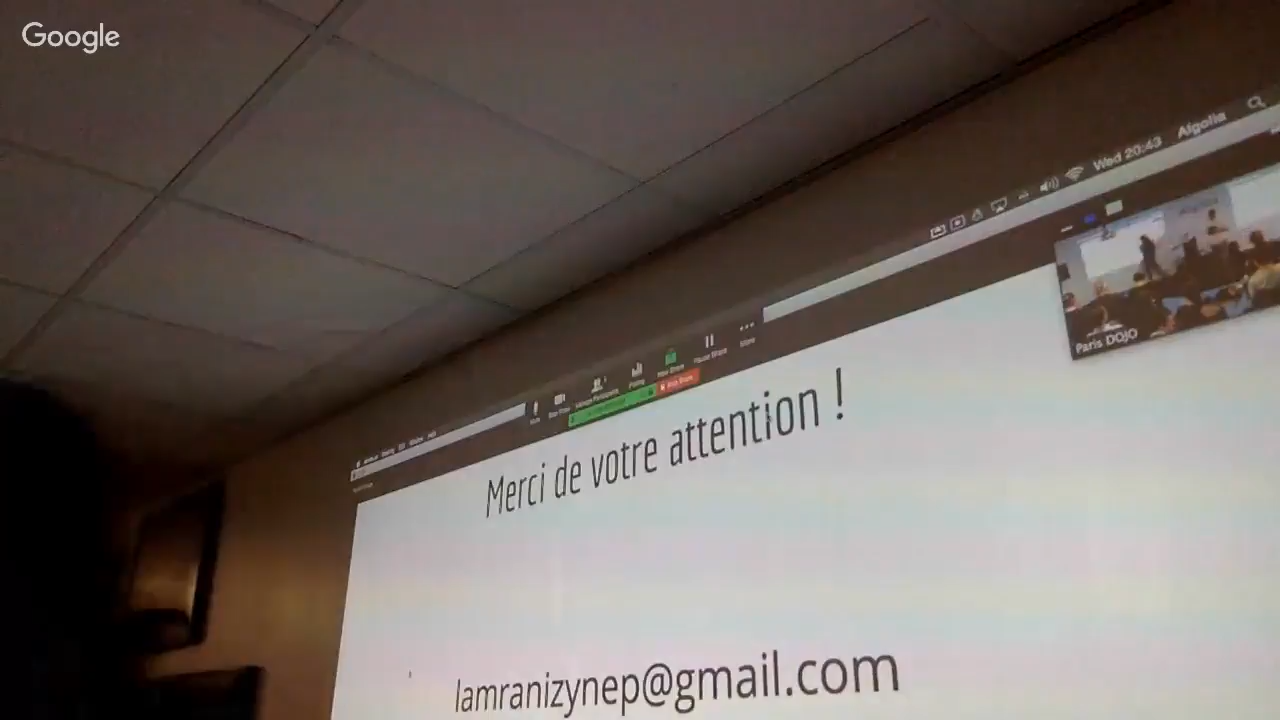 Google
Wed 20:43 Algolia
Paris DOJO
Merci de votre attention !
lamranizynep@gmail.com